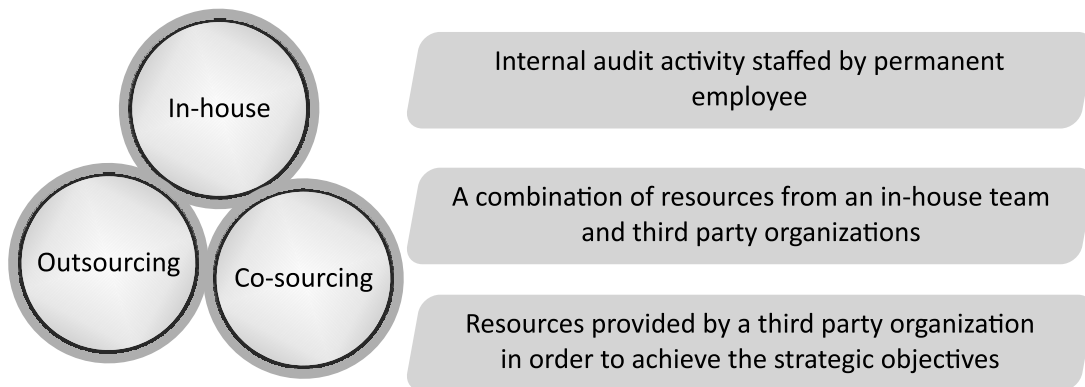 In-house
Outsourcing
Co-sourcing
Internal audit activity staffed by permanent
employee
A combination of resources from an in-house team
and third party organizations
Resources provided by a third party organization
in order to achieve the strategic objectives